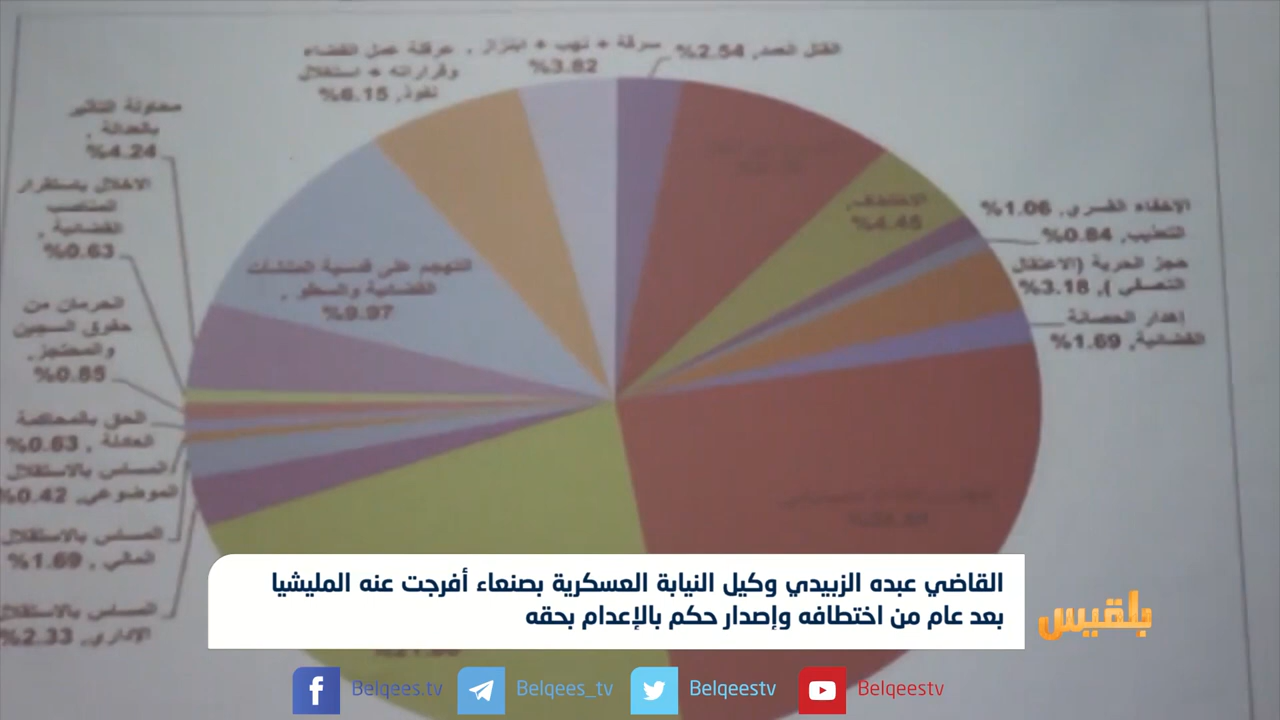 القتل العمد, 2.54%
سرقة + نهب + ابتزاز ,
3.82%
عرقلة عمل القضاء
وقراراته + استغلال
نفوذ, 6.15%
محاولة التاثير
بالعدالة ,
4.24%
الاخلال باستقرار
المناصب
القضائية ,
0.63%
الحرمان من
حقوق السجين
والمحتجز,
0.85%
الحق بالمحاكمة
العادلة , 0.63%
المساس بالاستقلال
الموضوعي, 0.42%
المساس بالاستقلال
المالي, 1.69%
المساس بالاستقلال
الاداري, 2.33%
التهجم على قدسية المنشات
القضائية والسطو ,
9.97%
الاختطاف,
4.45%
الاخفاء القسري, 1.06%
التعذيب, 0.84%
حجز الحرية (الاعتقال
التعسفي ), 3.18%
إهدار الحصانة
القضائية, 1.69%
القاضي عبده الزبيدي وكيل النيابة العسكرية بصنعاء أفرجت عنه المليشيا
بعد عام من اختطافه وإصدار حكم بالإعدام بحقه
بلقيس
Belqees.tv
Belqees_tv
Belqeestv
Belqeestv